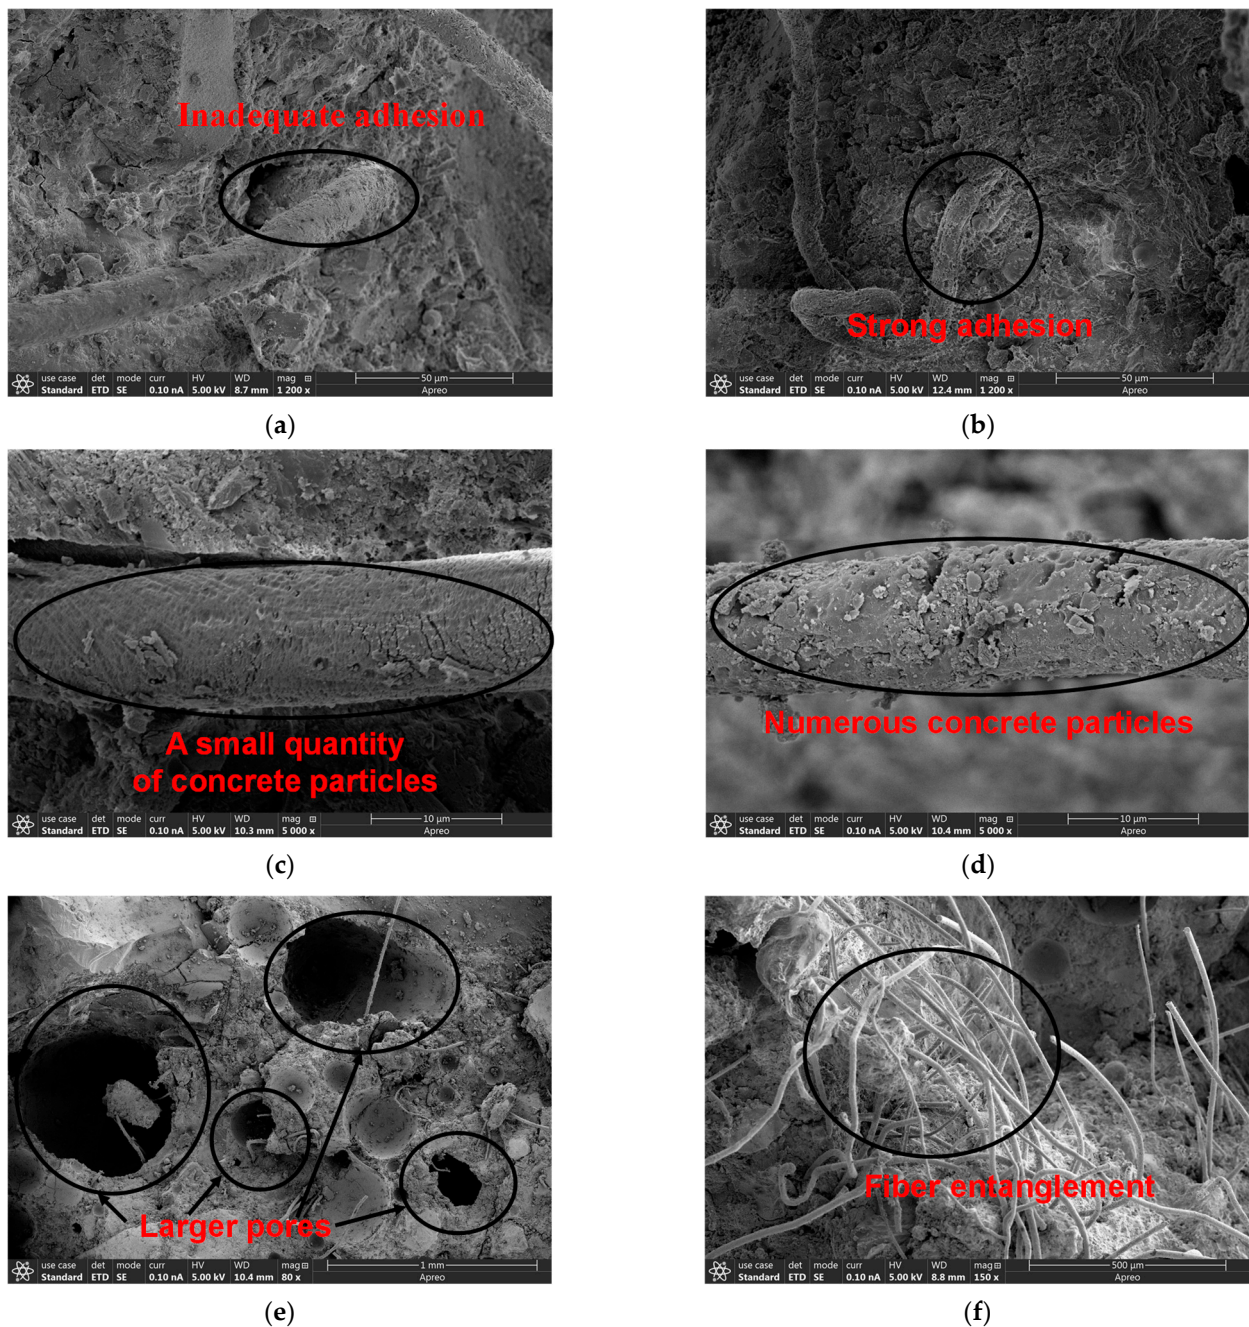 Inadequate adhesion
use case det mode curr HV WD mag 50 µm
Standard ETD SE 0.10 nA 5.00 kV 8.7 mm 1 200 x Apreo
(a)
Strong adhesion
use case det mode curr HV WD mag 50 µm
Standard ETD SE 0.10 nA 5.00 kV 12.4 mm 1 200 x Apreo
(b)
A small quantity
of concrete particles
use case det mode curr HV WD mag 10 µm
Standard ETD SE 0.10 nA 5.00 kV 10.3 mm 5 000 x Apreo
(c)
Numerous concrete particles
use case det mode curr HV WD mag 10 µm
Standard ETD SE 0.10 nA 5.00 kV 10.4 mm 5 000 x Apreo
(d)
Larger pores
use case det mode curr HV WD mag 1 mm
Standard ETD SE 0.10 nA 5.00 kV 10.4 mm 80 x Apreo
(e)
Fiber entanglement
use case det mode curr HV WD mag 500 µm
Standard ETD SE 0.10 nA 5.00 kV 8.8 mm 150 x Apreo
(f)